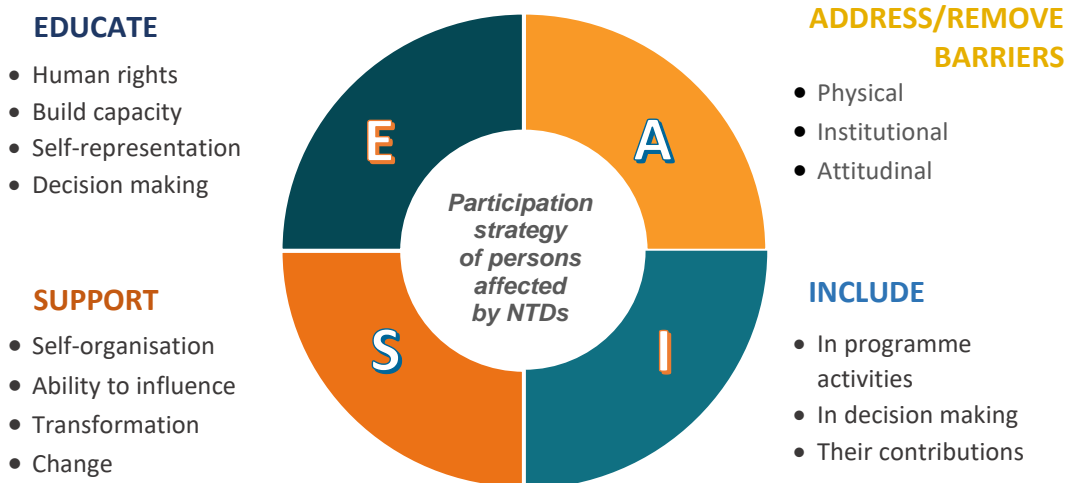 EDUCATE
• Human rights
• Build capacity
• Self-representation
• Decision making
ADDRESS/REMOVE
BARRIERS
• Physical
• Institutional
• Attitudinal
E
A
Participation
strategy
of persons
affected
by NTDs
S
I
SUPPORT
• Self-organisation
• Ability to influence
• Transformation
• Change
INCLUDE
• In programme
activities
• In decision making
• Their contributions